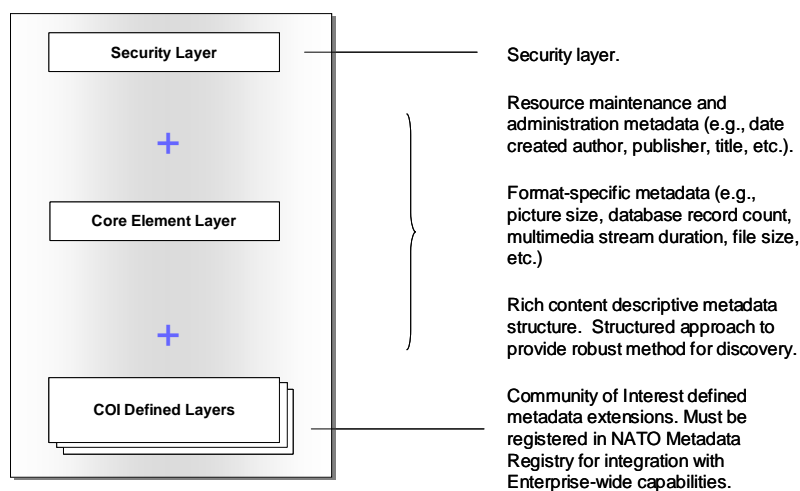 Security Layer
+
Core Element Layer
+
COI Defined Layers
Security layer.
Resource maintenance and
administration metadata (e.g., date
created author, publisher, title, etc.).
Format-specific metadata (e.g.,
picture size, database record count,
multimedia stream duration, file size,
etc.)
Rich content descriptive metadata
structure.  Structured approach to
provide robust method for discovery.
Community of Interest defined
metadata extensions. Must be
registered in NATO Metadata
Registry for integration with
Enterprise-wide capabilities.